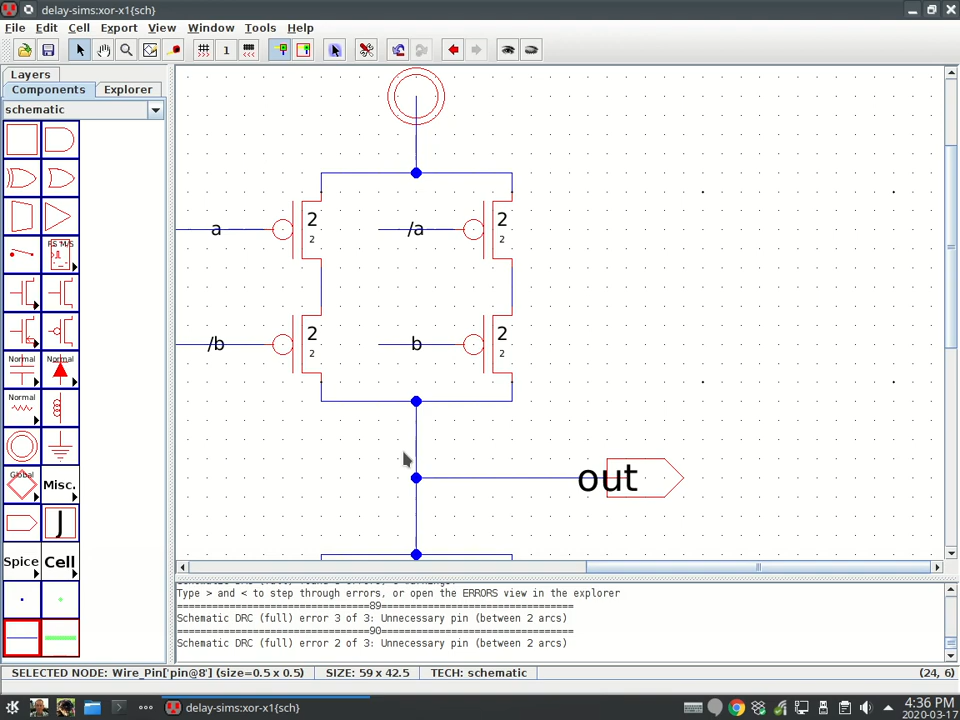 delay-sims:xor-x1{sch}
File Edit Cell Export View Window Tools Help
1
Layers
Components Explorer
schematic
Normal Normal
Normal
Global
Misc.
J
Spice Cell
a
2
2
/a
2
2
/b
2
2
b
2
2
out
Type > and < to step through errors, or open the ERRORS view in the explorer
=================================89=================================
Schematic DRC (full) error 3 of 3: Unnecessary pin (between 2 arcs)
=================================90=================================
Schematic DRC (full) error 2 of 3: Unnecessary pin (between 2 arcs)
SELECTED NODE: Wire_Pin['pin@8'] (size=0.5 x 0.5) SIZE: 59 x 42.5 TECH: schematic (24, 6)
delay-sims:xor-x1{sch}
4:36 PM
2020-03-17